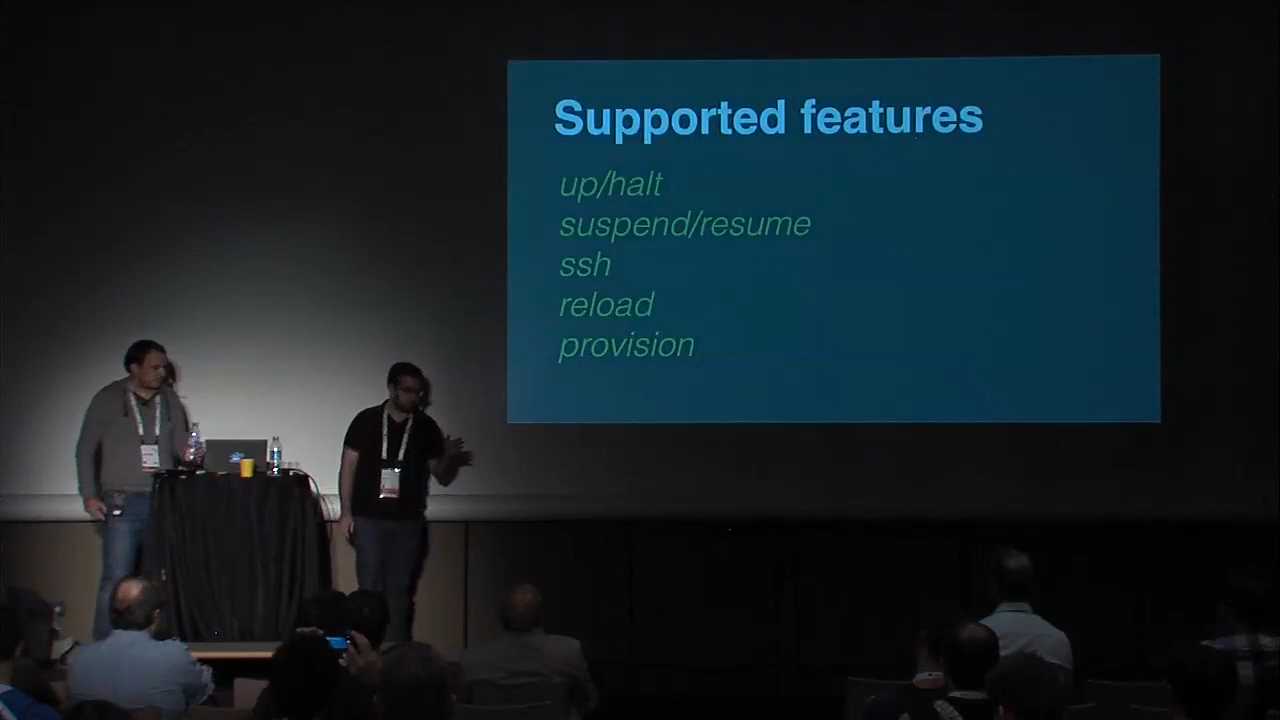 Supported features
up/halt
suspend/resume
ssh
reload
provision